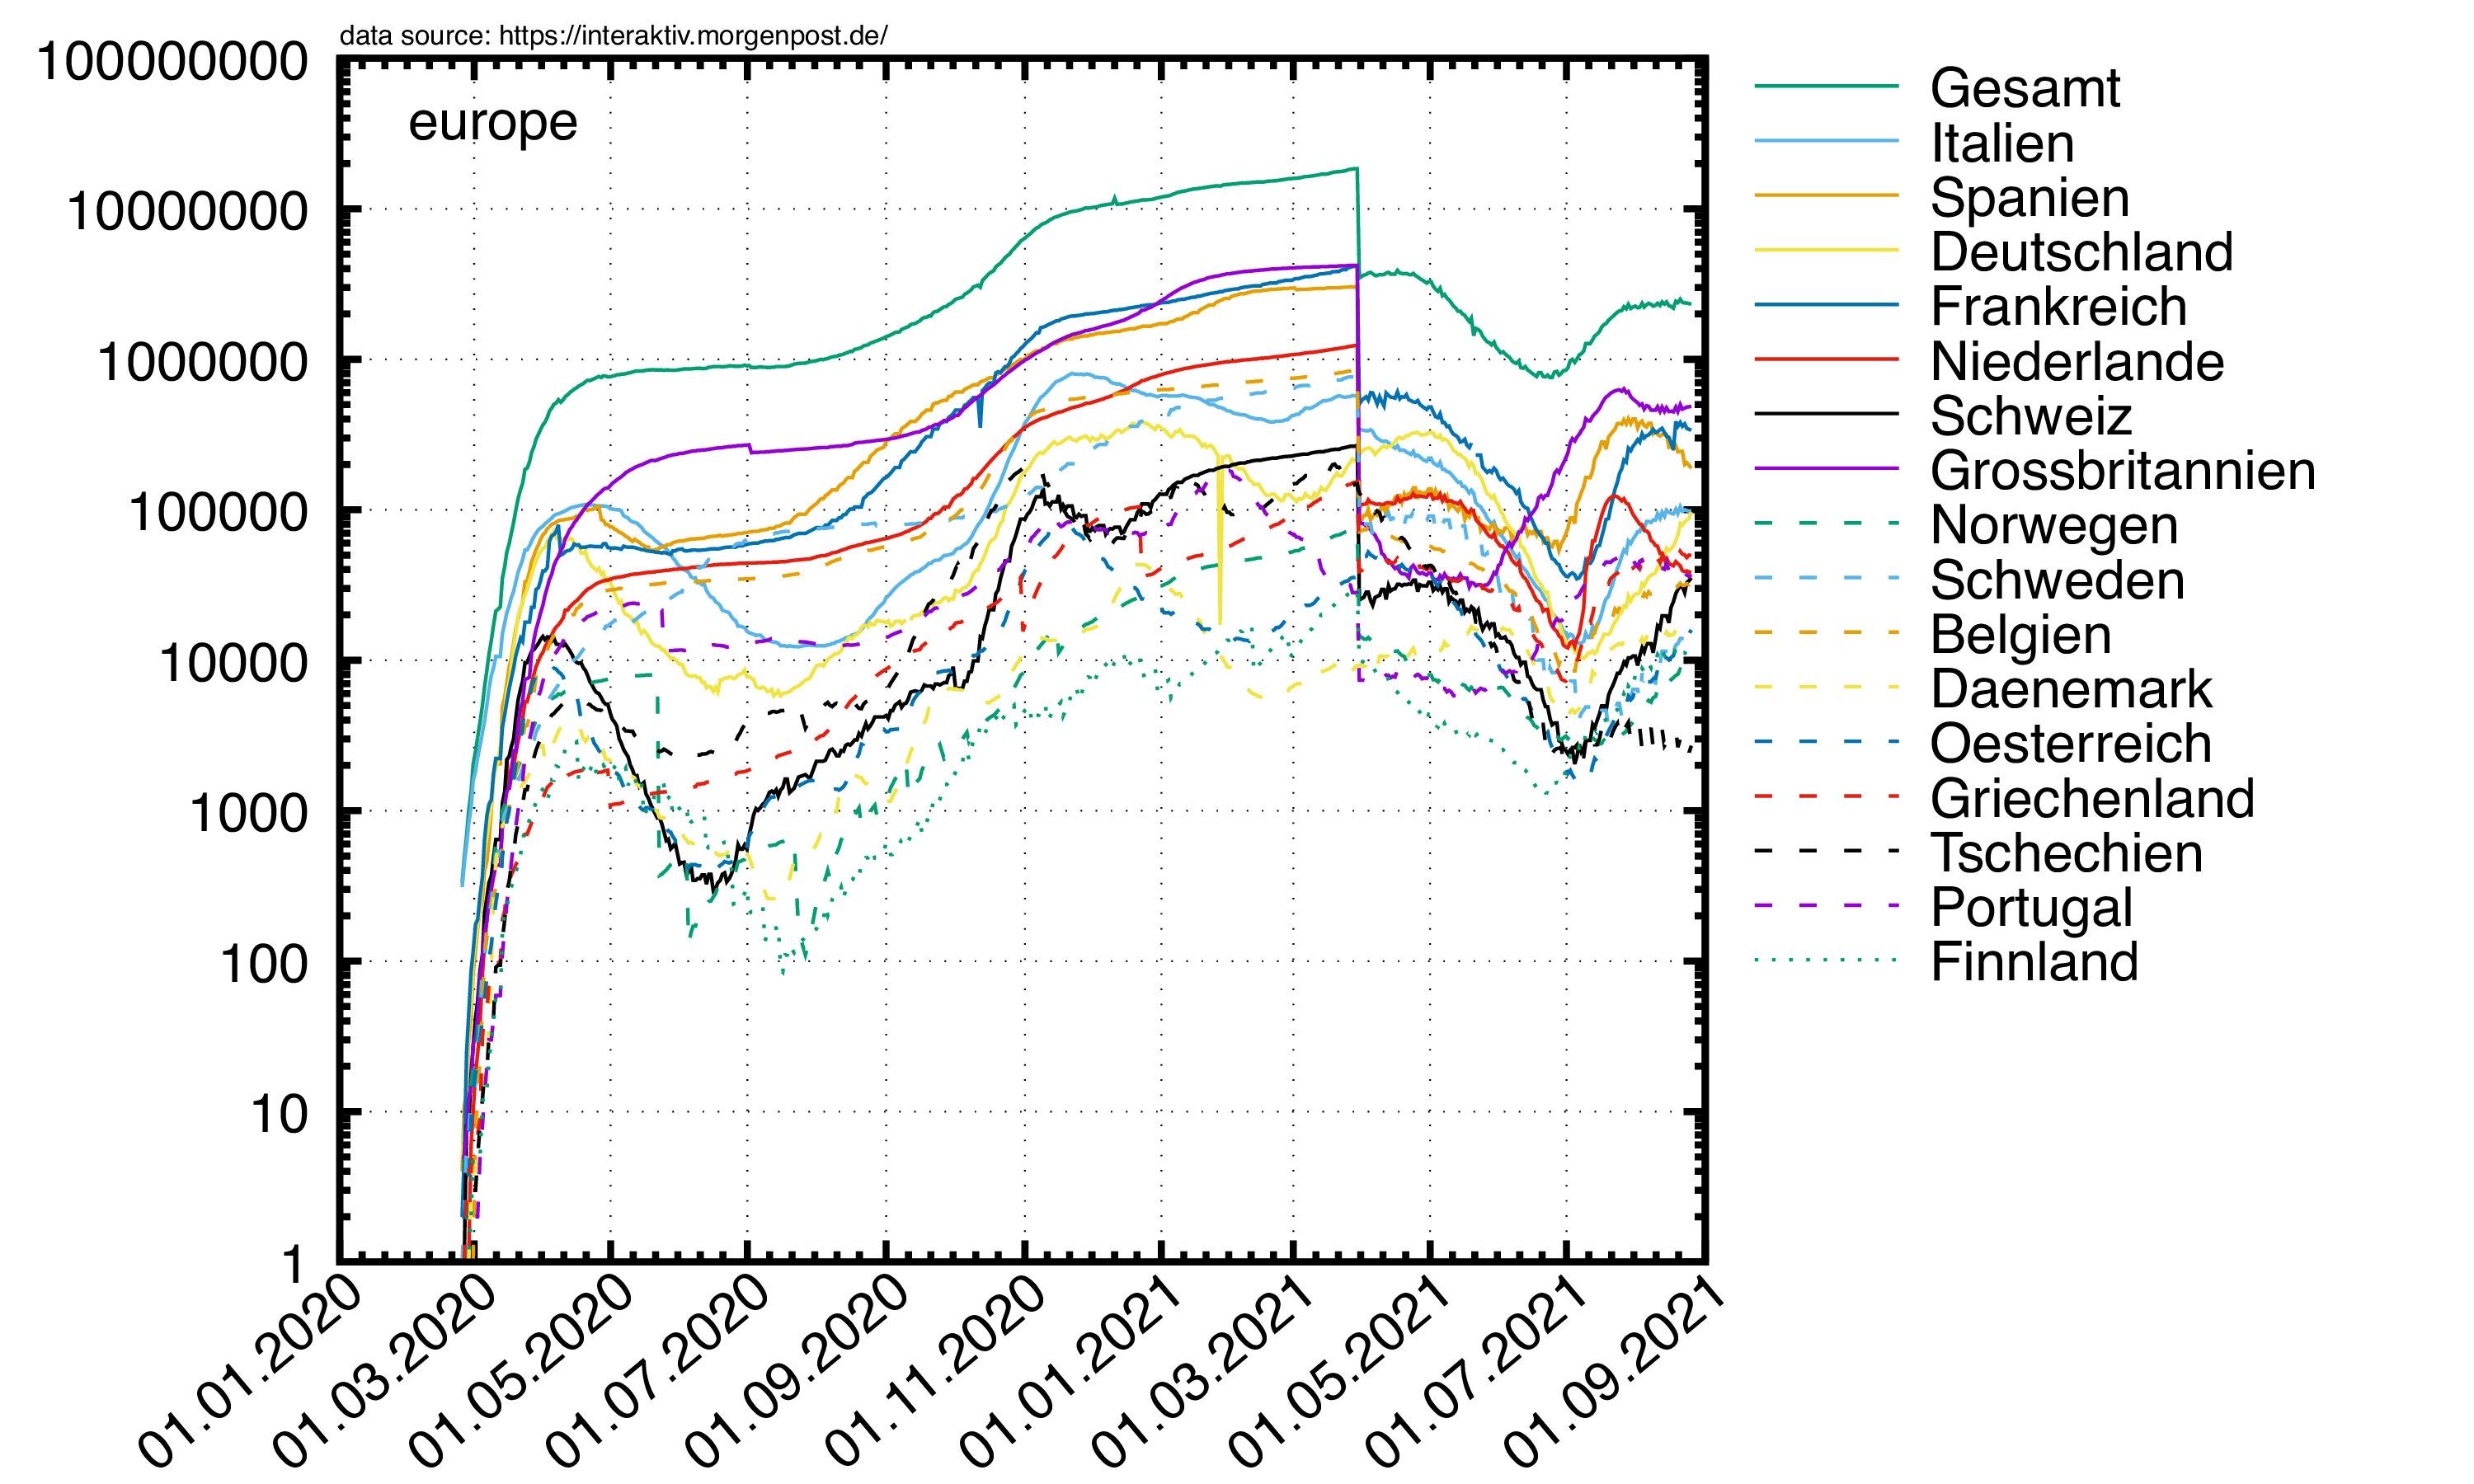 data source: https://interaktiv.morgenpost.de/
europe
100000000
10000000
1000000
100000
10000
1000
100
10
1
01.01.2020
01.03.2020
01.05.2020
01.07.2020
01.09.2020
01.11.2020
01.01.2021
01.03.2021
01.05.2021
01.07.2021
01.09.2021
Gesamt
Italien
Spanien
Deutschland
Frankreich
Niederlande
Schweiz
Grossbritannien
Norwegen
Schweden
Belgien
Daenemark
Oesterreich
Griechenland
Tschechien
Portugal
Finnland